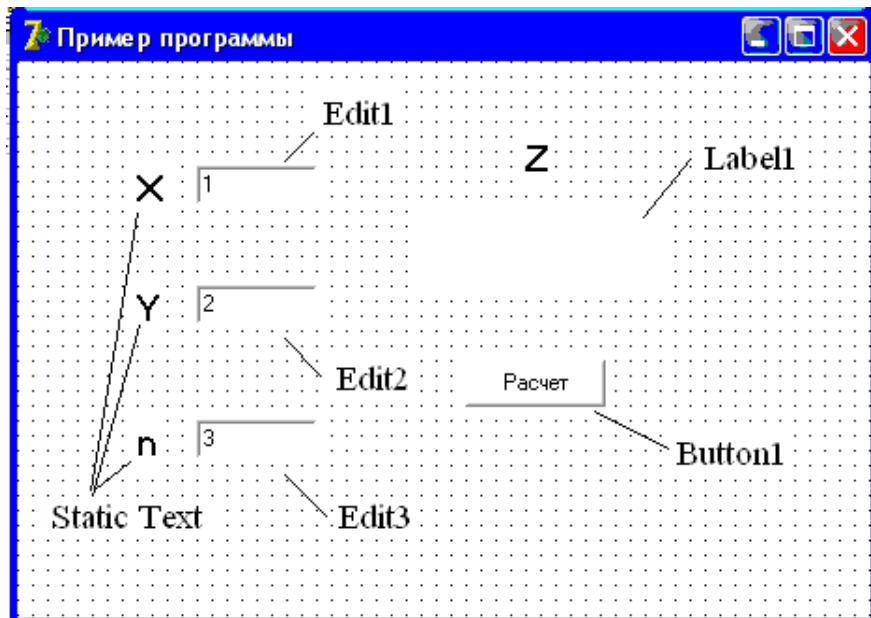 Пример программы
Edit1
Z
Label1
X
1
Y
2
Edit2
Расчет
n
3
Button1
Static Text
Edit3